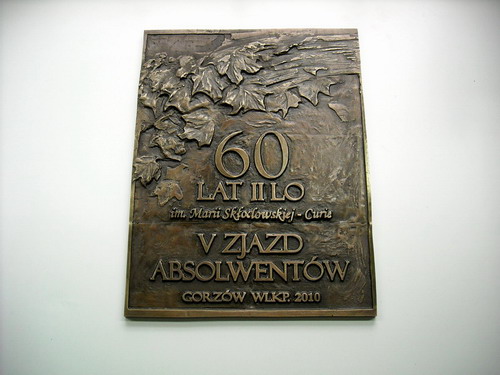 60
LAT II LO
im. Marii Skłodowskiej - Curie
V ZJAZD
ABSOLWENTÓW
GORZÓW WLKP. 2010